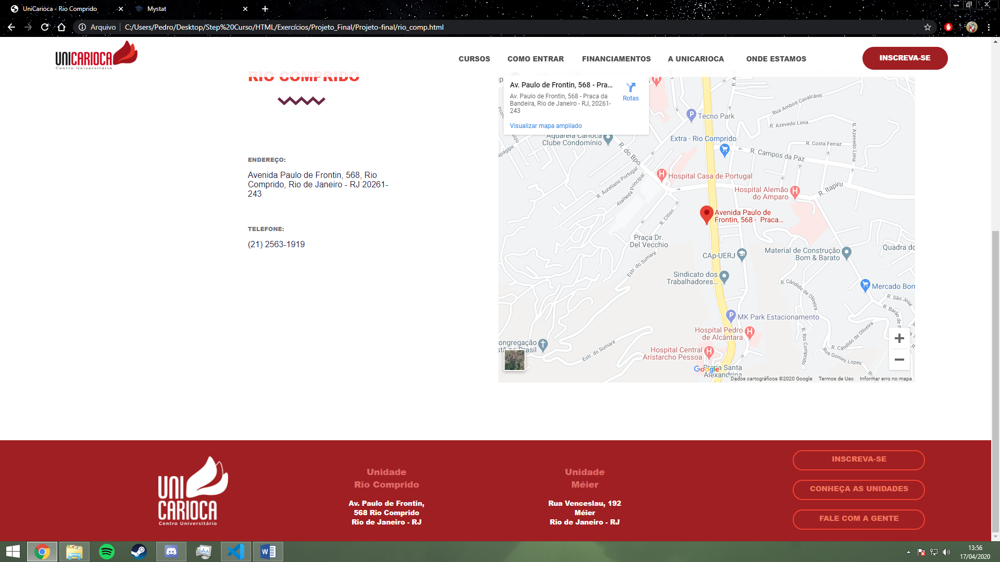 UniCarioca - Rio Comprido
Mystat
Arquivo
C:/Users/Pedro/Desktop/Step%20Curso/HTML/Exercícios/Projeto_Final/Projeto-final/rio_comp.html
UNICARIOCA
Centro Universitário
CURSOS
COMO ENTRAR
FINANCIAMENTOS
A UNICARIOCA
ONDE ESTAMOS
INSCREVA-SE
RIO COMPRIDO
ENDEREÇO:
Avenida Paulo de Frontin, 568, Rio
Comprido, Rio de Janeiro - RJ 20261-
243
TELEFONE:
(21) 2563-1919
Av. Paulo de Frontin, 568 - Pra...
Av. Paulo de Frontin, 568 - Praca da
Bandeira, Rio de Janeiro - RJ, 20261-
243
Rotas
Visualizar mapa ampliado
Aquarela Carioca
Clube Condomínio
Tecno Park
Rua Ambiré Cavalcânti
R. Azevedo Lima
R. Azevedo Lima
Extra - Rio Comprido
R. Costa Ferraz
R. Campos da Paz
R. do Bpo.
Hospital Casa de Portugal
R. Aureliano Portugal
Alameda Principal
Hospital Alemão
do Amparo
R. Itapiru
R. Citiso
Avenida Paulo de
Frontin, 568 - Praca...
Praça Dr.
Del Vecchio
CAp-UERJ
Material de Construção
Bom & Barato
Quadra do
Estr. do Sumaré
Sindicato dos
Trabalhadores...
R. Cândido de Oliveira
Mercado Bom
R. São José
R. Barão de
MK Park Estacionamento
Hospital Pedro
de Alcântara
R. Rio Comprido
R. Cândido de Oliveira
Rua Gomes Lopes
ongregação
stã no Brasil
Estr. do Sumaré
Hospital Central
Aristarcho Pessoa
Praça Santa
Alexandrina
Google
Dados cartográficos ©2020 Google
Termos de Uso
Informar erro no mapa
UNI
CARIOCA
Centro Universitário
Unidade
Rio Comprido
Av. Paulo de Frontin,
568 Rio Comprido
Rio de Janeiro - RJ
Unidade
Méier
Rua Venceslau, 192
Méier
Rio de Janeiro - RJ
INSCREVA-SE
CONHEÇA AS UNIDADES
FALE COM A GENTE
13:56
17/04/2020